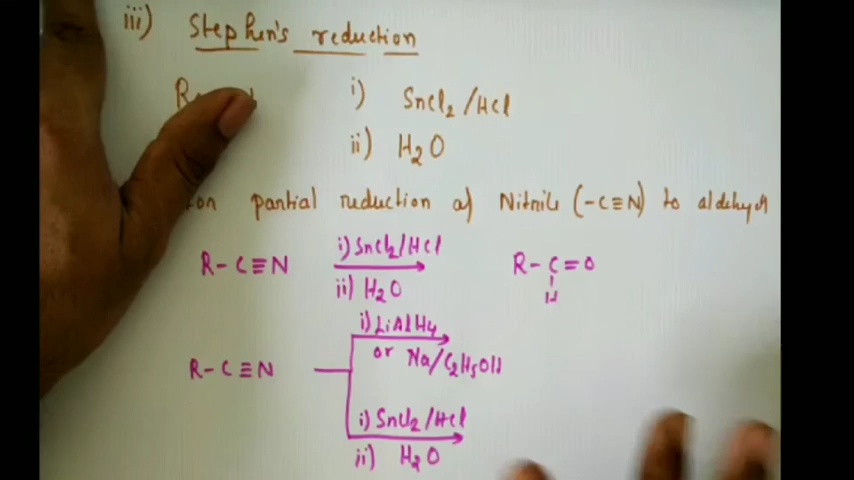 iii) Stephen's reduction
i) SnCl2/HCl
ii) H2O
partial reduction of Nitrile (-C≡N) to aldehyd
R-C≡N i) SnCl2/HCl R-C=O
ii) H2O H
i) LiAlH4
or Na/C2H5OH
R-C≡N
i) SnCl2/HCl
ii) H2O